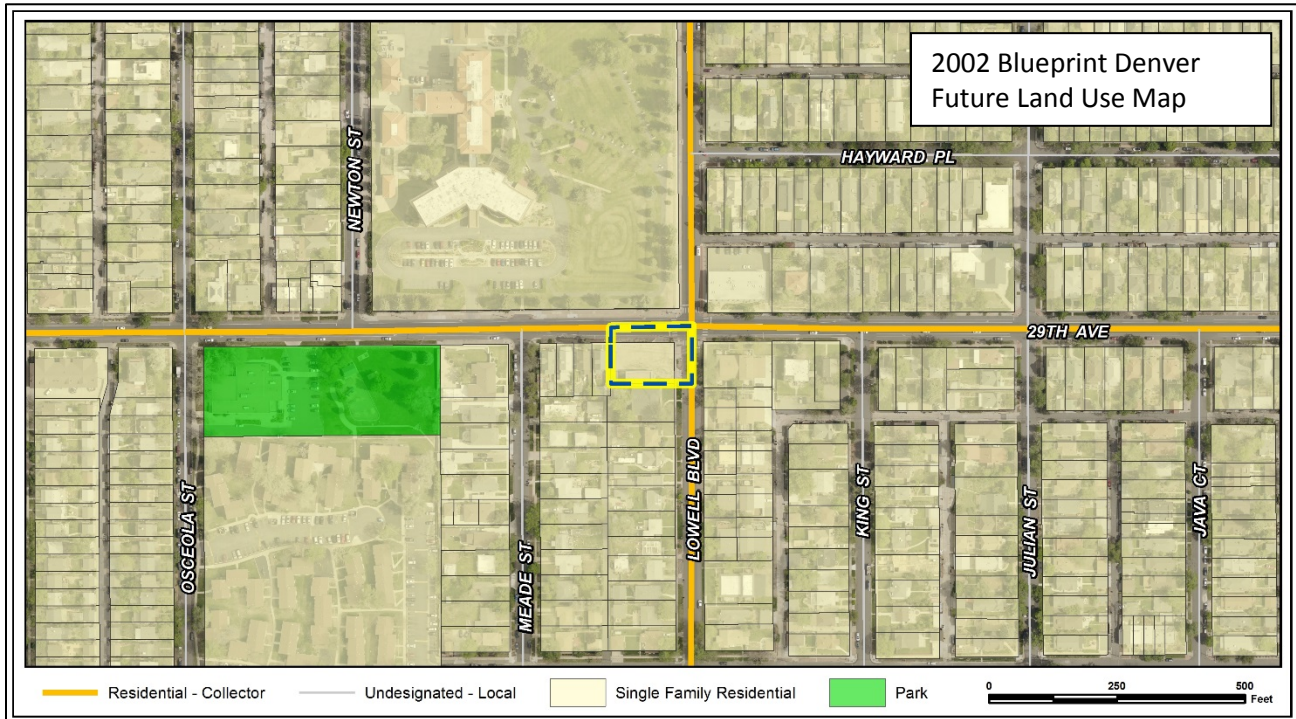 2002 Blueprint Denver
Future Land Use Map
NEWTON ST
HAYWARD PL
29TH AVE
OSCEOLA ST
MEADE ST
LOWELL BLVD
KING ST
JULIAN ST
JAVA CT
Residential - Collector
Undesignated - Local
Single Family Residential
Park
0 250 500
Feet